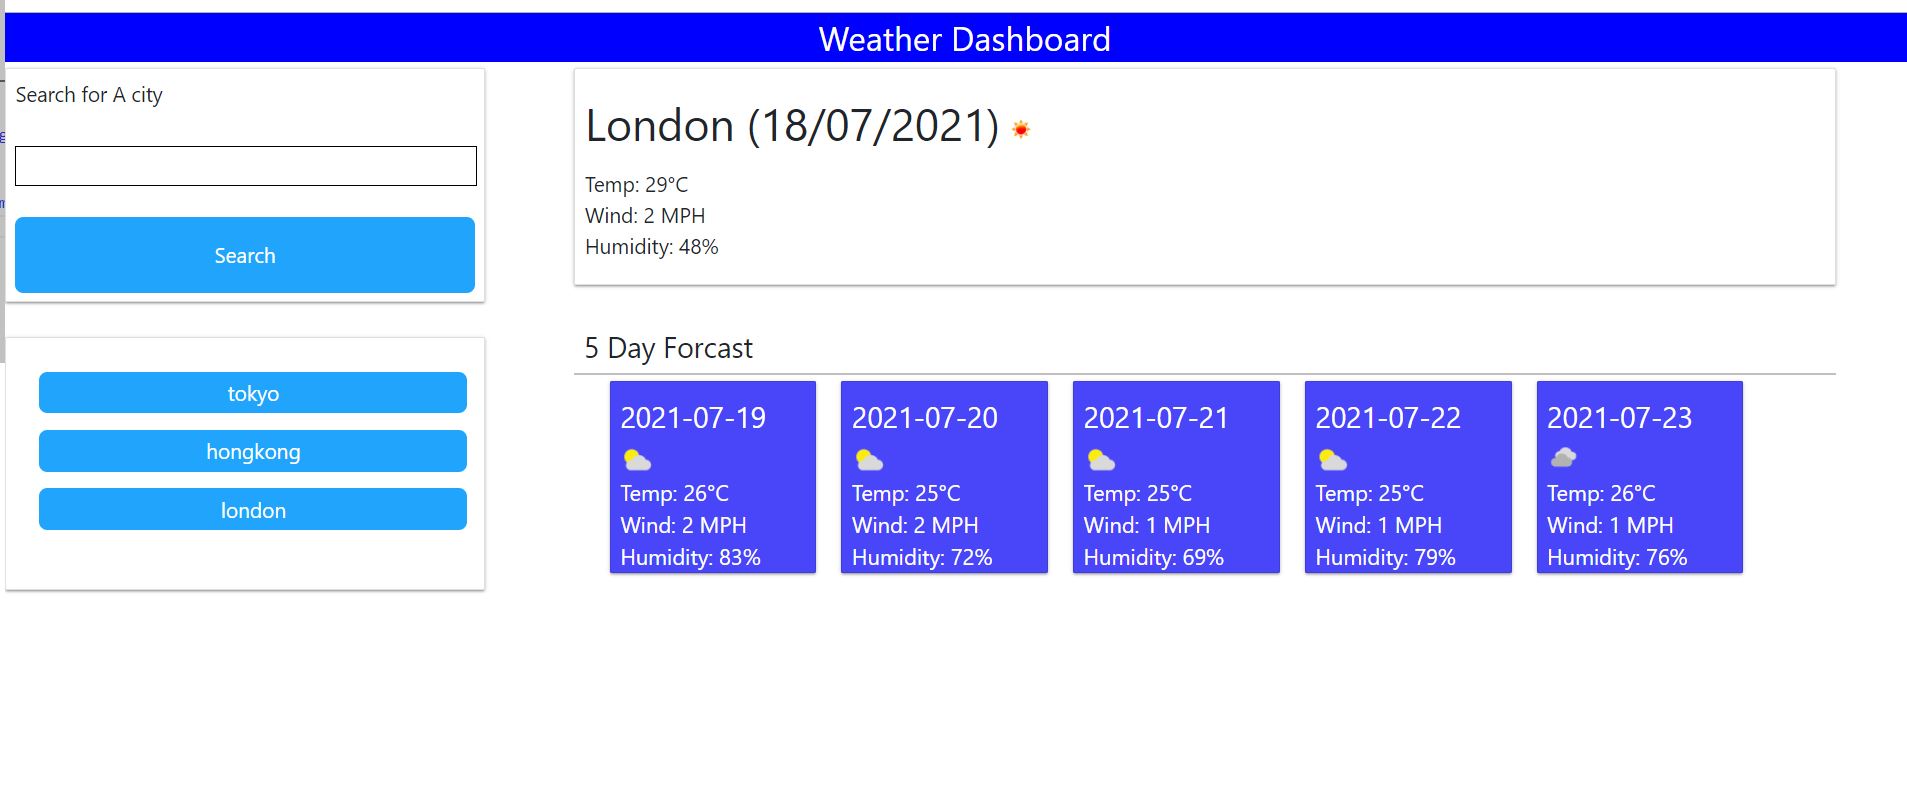 Weather Dashboard
Search for A city
Search
tokyo
hongkong
london
London (18/07/2021)
Temp: 29°C
Wind: 2 MPH
Humidity: 48%
5 Day Forcast
2021-07-19
Temp: 26°C
Wind: 2 MPH
Humidity: 83%
2021-07-20
Temp: 25°C
Wind: 2 MPH
Humidity: 72%
2021-07-21
Temp: 25°C
Wind: 1 MPH
Humidity: 69%
2021-07-22
Temp: 25°C
Wind: 1 MPH
Humidity: 79%
2021-07-23
Temp: 26°C
Wind: 1 MPH
Humidity: 76%